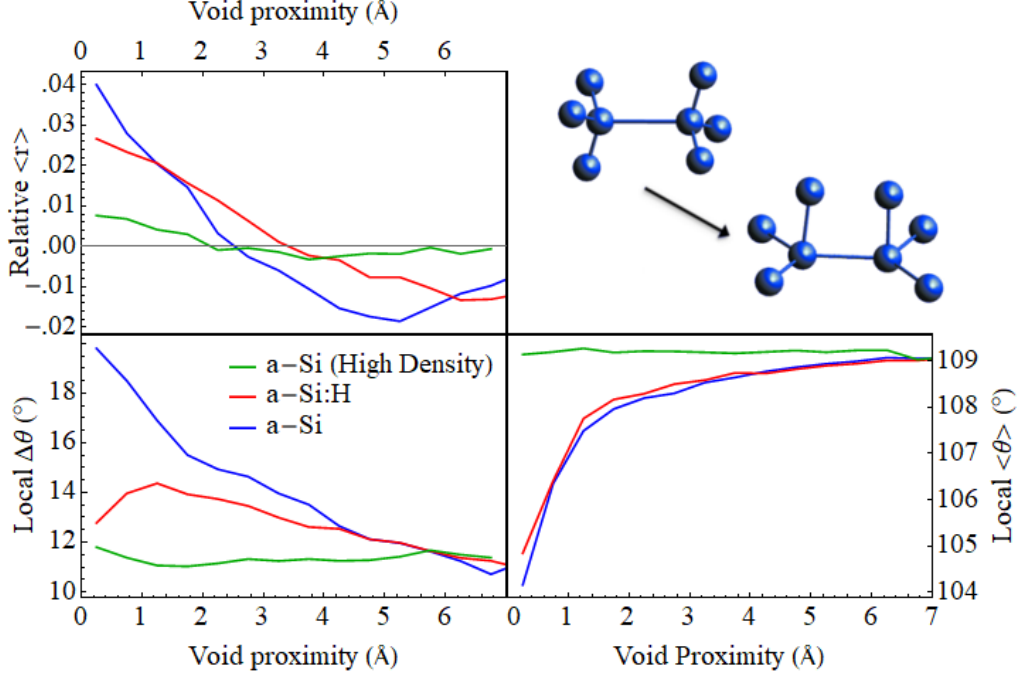 Void proximity (Å)
0 1 2 3 4 5 6
Relative <r>
.04
.03
.02
.01
.00
−.01
−.02
Local Δθ (°)
18
16
14
12
10
a−Si (High Density)
a−Si:H
a−Si
109
108
107
106
105
104
Local <θ> (°)
0 1 2 3 4 5 6
0 1 2 3 4 5 6 7
Void proximity (Å)
Void Proximity (Å)